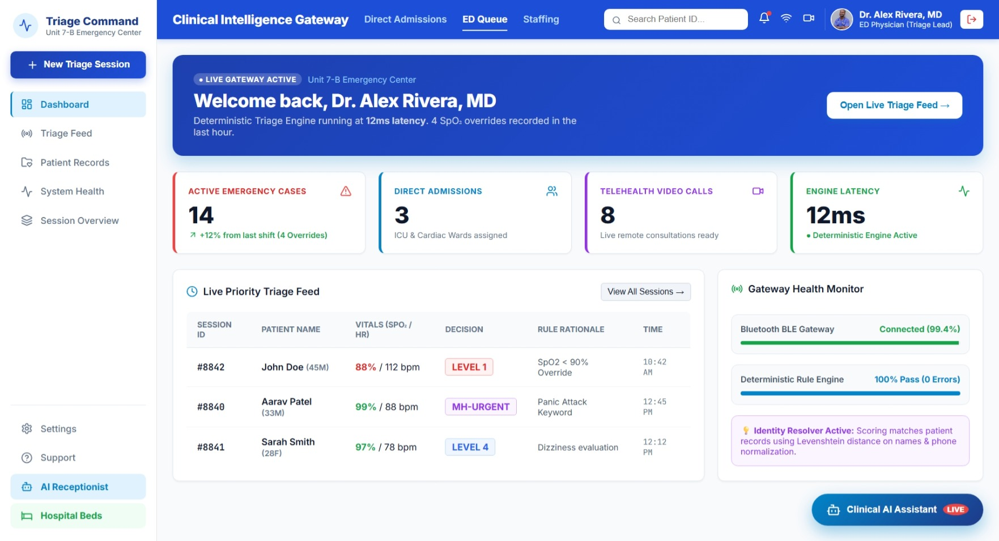 Triage Command
Unit 7-B Emergency Center
New Triage Session
Dashboard
Triage Feed
Patient Records
System Health
Session Overview
Settings
Support
AI Receptionist
Hospital Beds
Clinical Intelligence Gateway
Direct Admissions
ED Queue
Staffing
Search Patient ID...
Dr. Alex Rivera, MD
ED Physician (Triage Lead)
● LIVE GATEWAY ACTIVE
Unit 7-B Emergency Center
Welcome back, Dr. Alex Rivera, MD
Deterministic Triage Engine running at 12ms latency. 4 SpO₂ overrides recorded in the
last hour.
Open Live Triage Feed →
ACTIVE EMERGENCY CASES
14
+12% from last shift (4 Overrides)
DIRECT ADMISSIONS
3
ICU & Cardiac Wards assigned
TELEHEALTH VIDEO CALLS
8
Live remote consultations ready
ENGINE LATENCY
12ms
● Deterministic Engine Active
Live Priority Triage Feed
View All Sessions →
SESSION
ID
PATIENT NAME
VITALS (SPO₂ /
HR)
DECISION
RULE RATIONALE
TIME
#8842
John Doe (45M)
88% / 112 bpm
LEVEL 1
SpO2 < 90%
Override
10:42
AM
#8840
Aarav Patel
(33M)
99% / 88 bpm
MH-URGENT
Panic Attack
Keyword
12:45
PM
#8841
Sarah Smith
(28F)
97% / 78 bpm
LEVEL 4
Dizziness evaluation
12:12
PM
Gateway Health Monitor
Bluetooth BLE Gateway
Connected (99.4%)
Deterministic Rule Engine
100% Pass (0 Errors)
💡 Identity Resolver Active: Scoring matches patient
records using Levenshtein distance on names & phone
normalization.
Clinical AI Assistant
LIVE